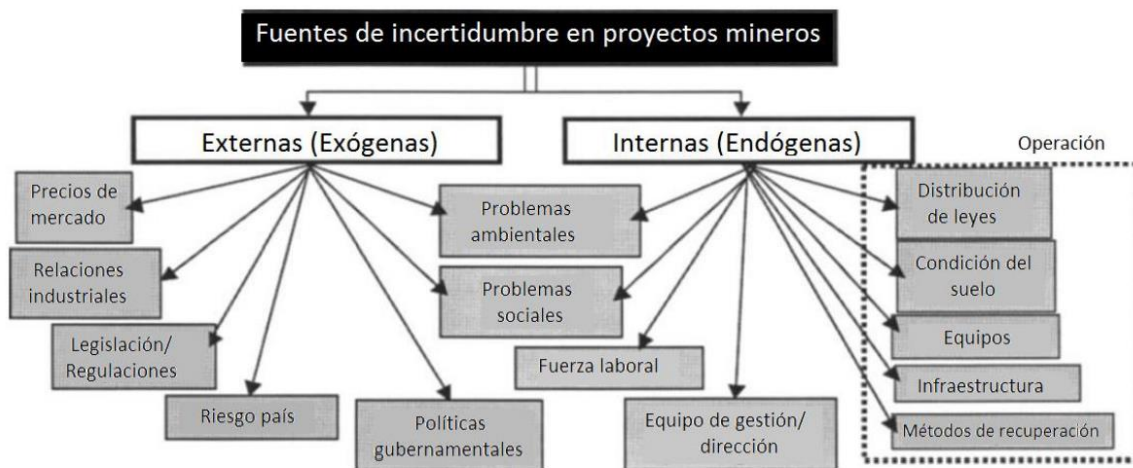 Fuentes de incertidumbre en proyectos mineros
Externas (Exógenas)
Internas (Endógenas)
Operación
Precios de
mercado
Relaciones
industriales
Legislación/
Regulaciones
Riesgo país
Políticas
gubernamentales
Problemas
ambientales
Problemas
sociales
Fuerza laboral
Equipo de gestión/
dirección
Distribución
de leyes
Condición del
suelo
Equipos
Infraestructura
Métodos de recuperación